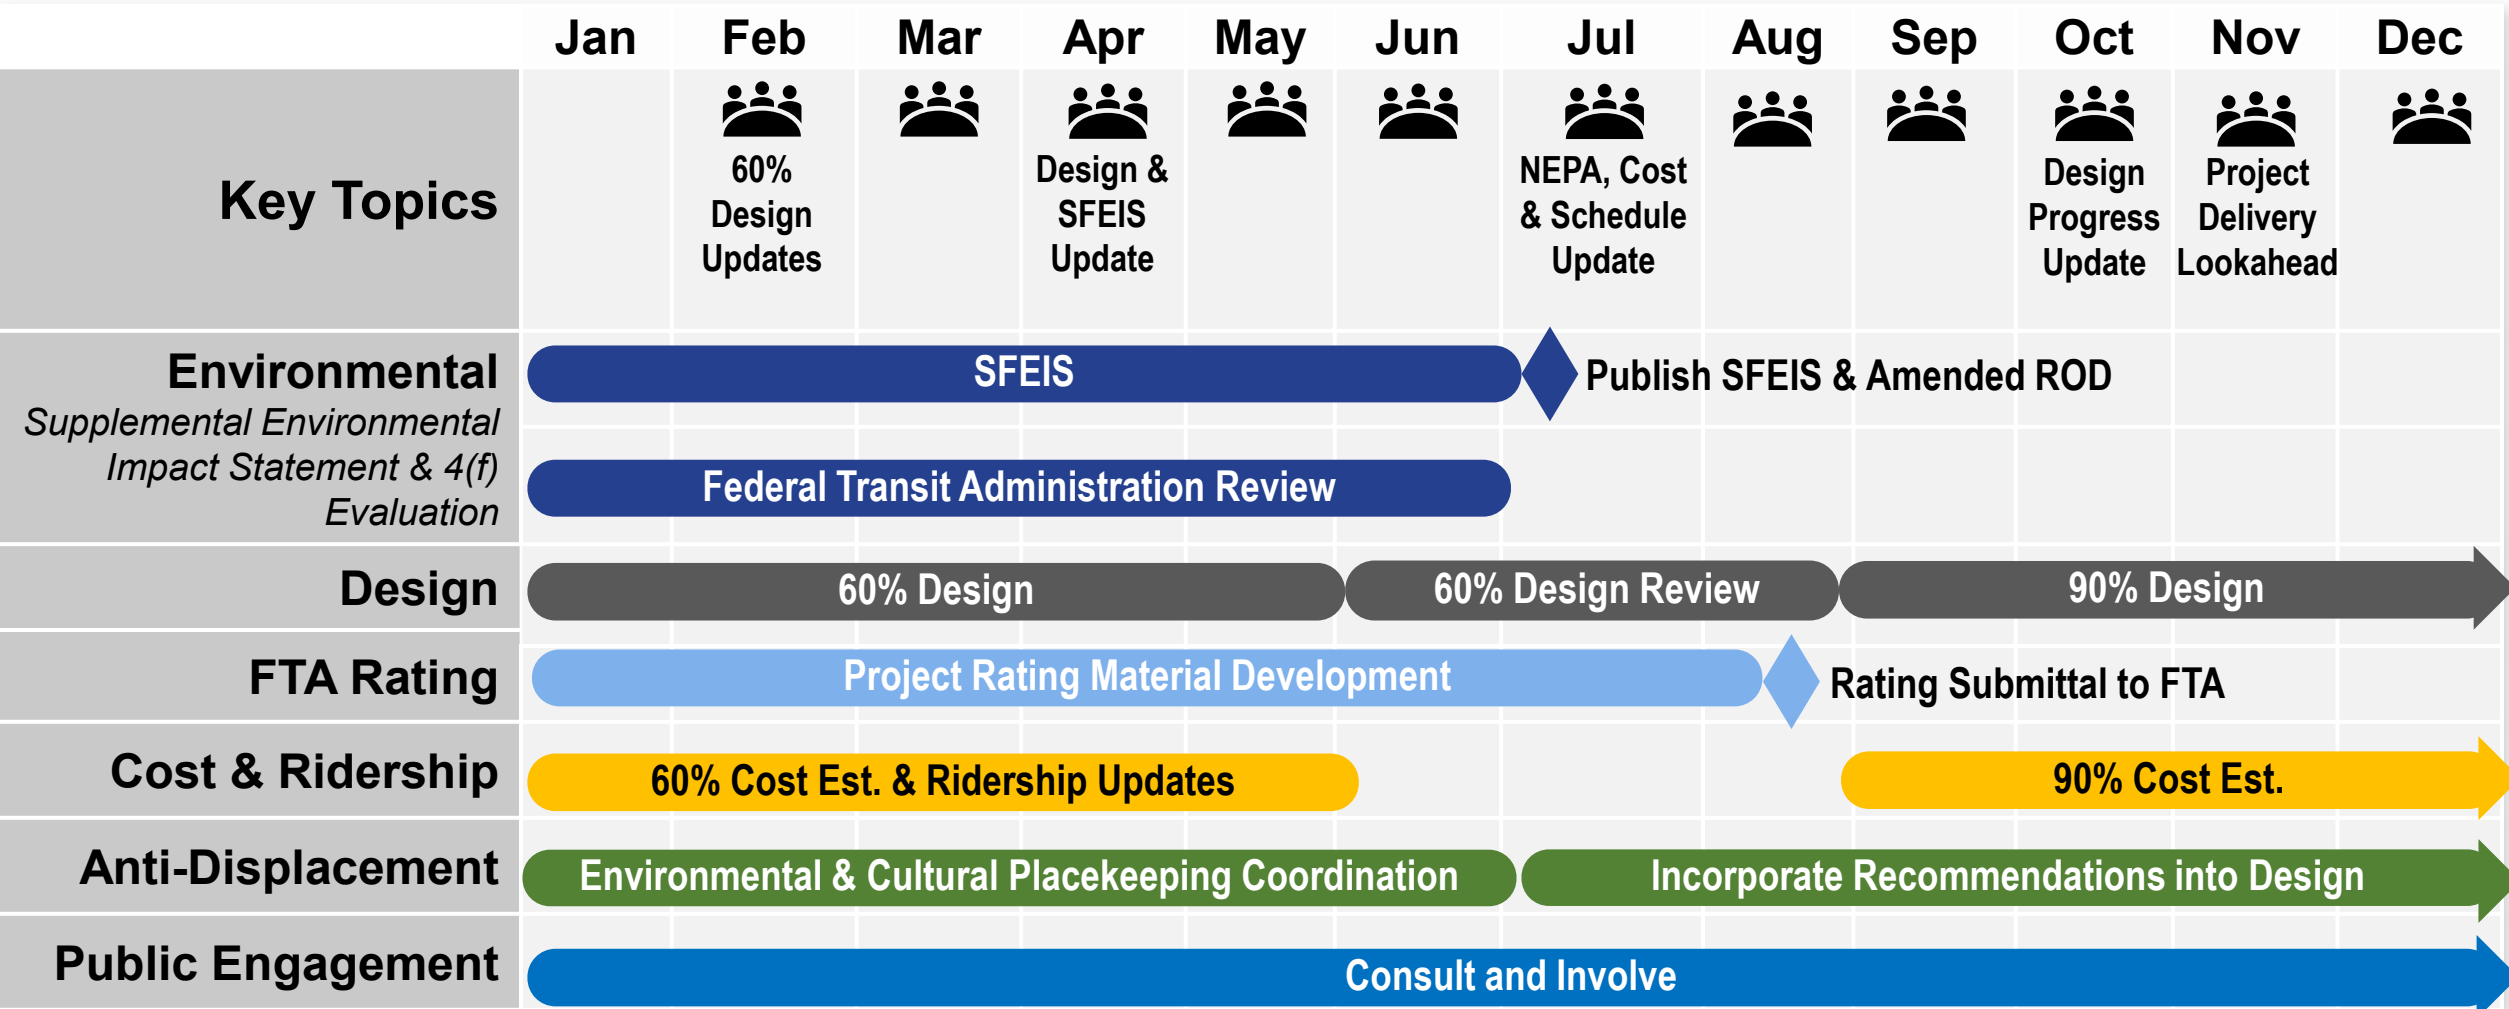 Jan Feb Mar Apr May Jun Jul Aug Sep Oct Nov Dec
Key Topics
60%
Design
Updates
Design &
SFEIS
Update
NEPA, Cost
& Schedule
Update
Design
Progress
Update
Project
Delivery
Lookahead
Environmental
Supplemental Environmental
Impact Statement & 4(f)
Evaluation
SFEIS
Publish SFEIS & Amended ROD
Federal Transit Administration Review
Design
60% Design
60% Design Review
90% Design
FTA Rating
Project Rating Material Development
Rating Submittal to FTA
Cost & Ridership
60% Cost Est. & Ridership Updates
90% Cost Est.
Anti-Displacement
Environmental & Cultural Placekeeping Coordination
Incorporate Recommendations into Design
Public Engagement
Consult and Involve